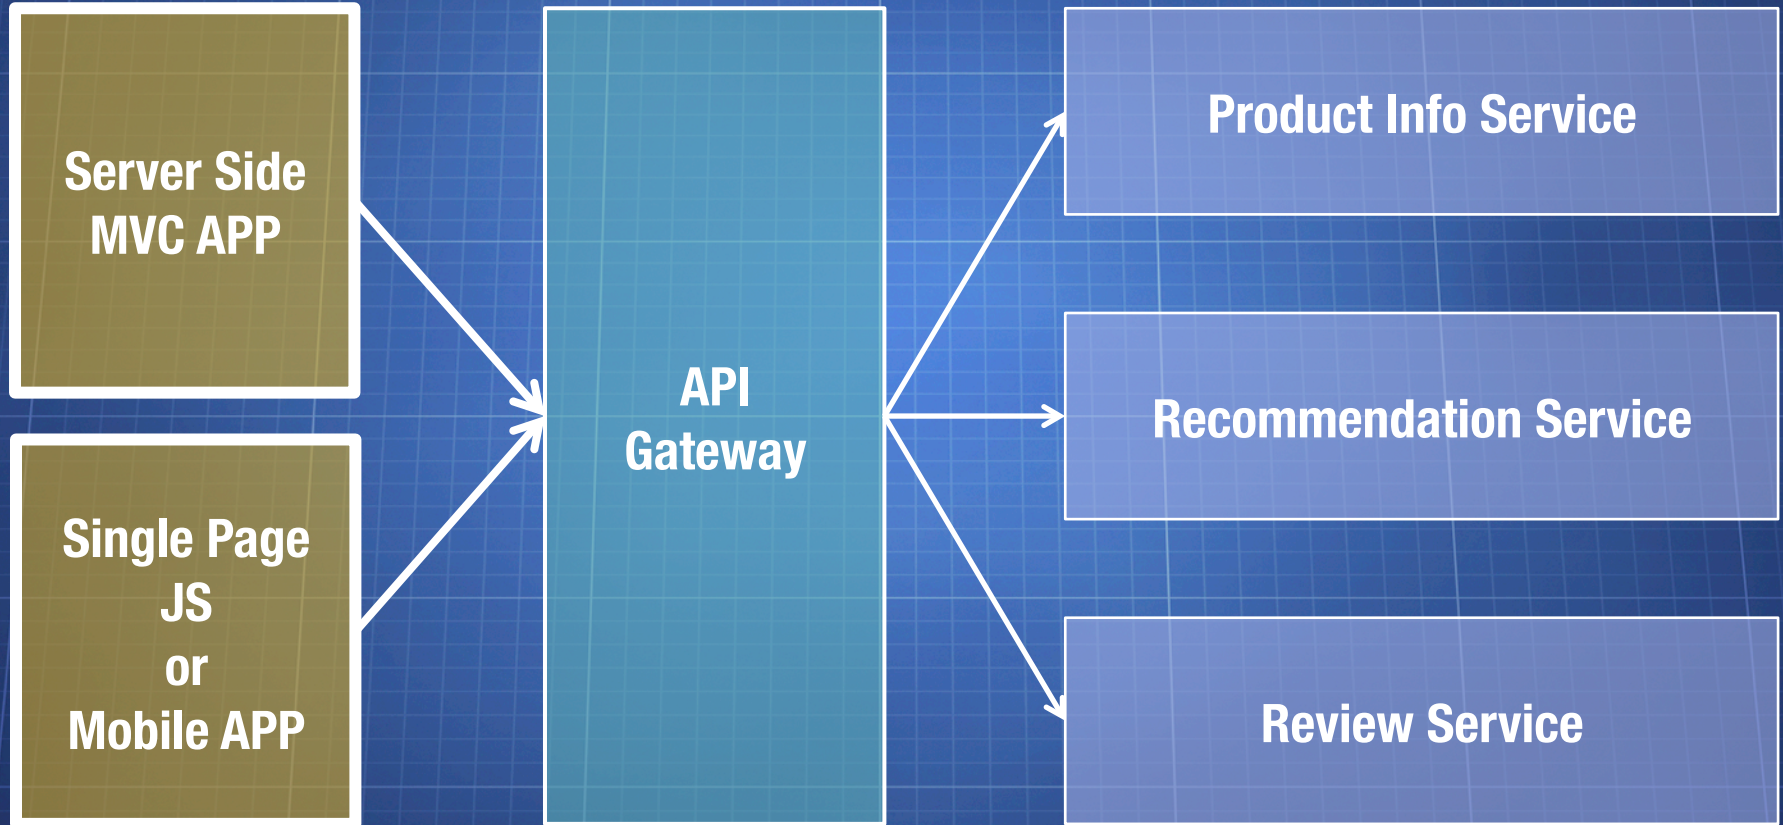 Server Side
MVC APP
Single Page
JS
or
Mobile APP
API
Gateway
Product Info Service
Recommendation Service
Review Service